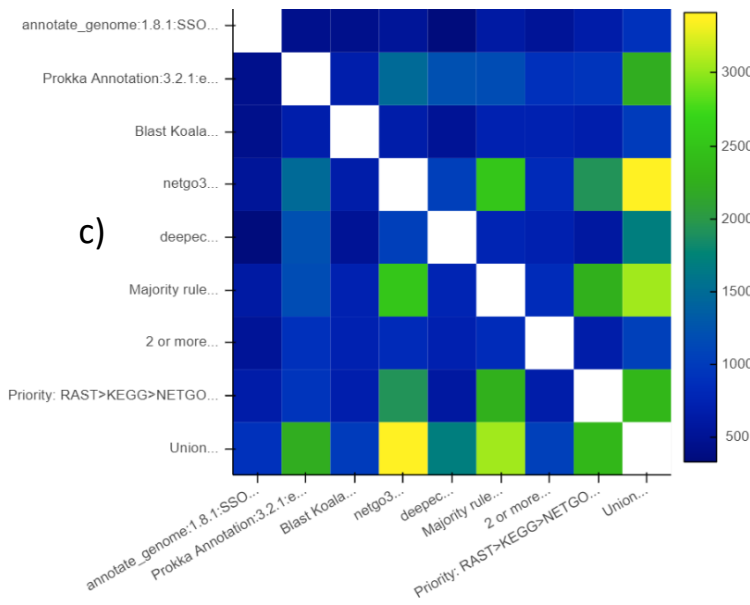 annotate_genome:1.8.1:SSO...
Prokka Annotation:3.2.1:e...
Blast Koala...
netgo3...
c)
deepec...
Majority rule...
2 or more...
Priority: RAST>KEGG>NETGO...
Union...
3000
2500
2000
1500
1000
500
annotate_genome:1.8.1:SSO...
Prokka Annotation:3.2.1:e...
Blast Koala...
netgo3...
deepec...
Majority rule...
2 or more...
Priority: RAST>KEGG>NETGO...
Union...